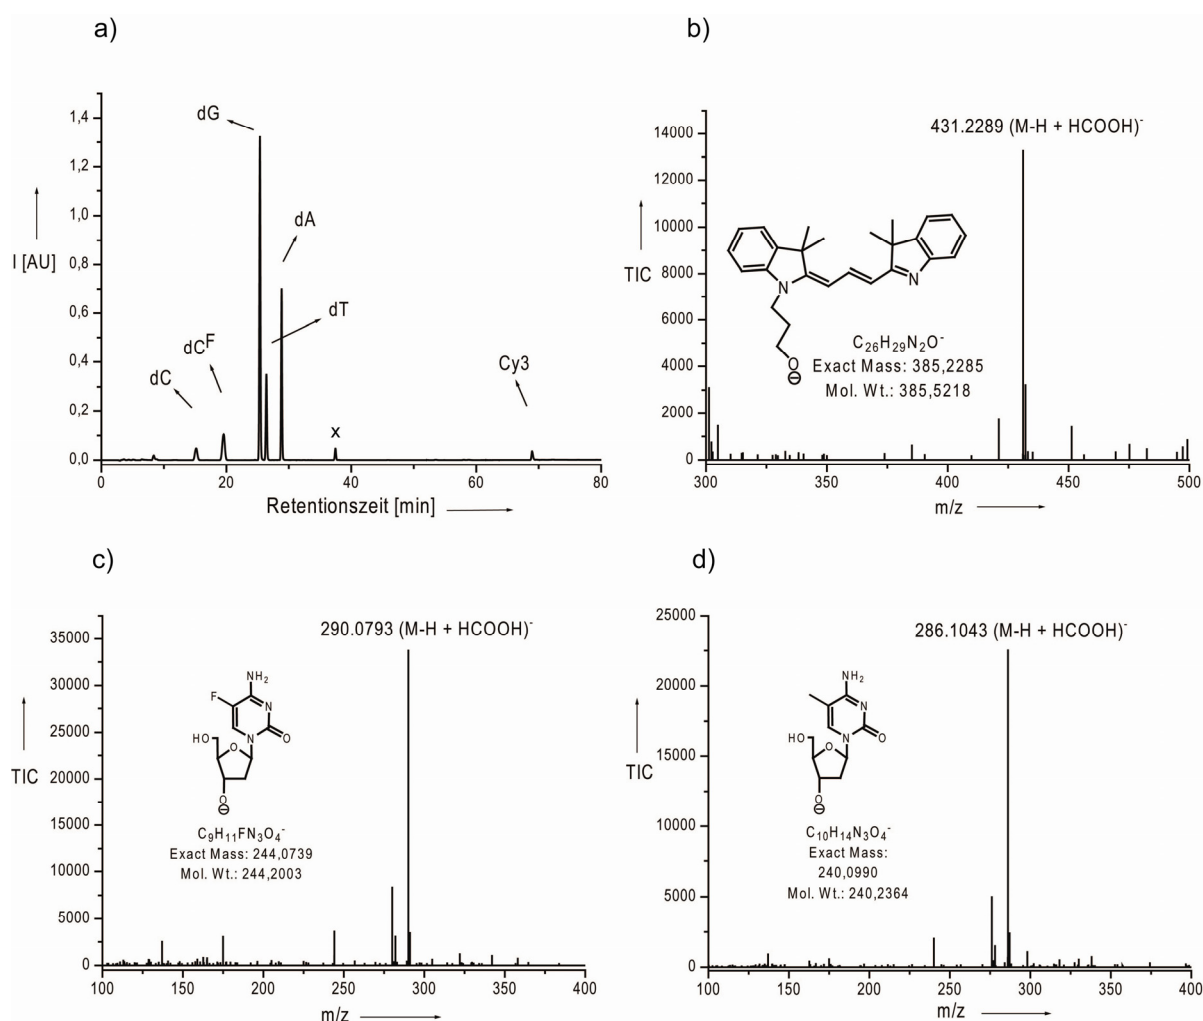 a)
dG
1,4
1,2
1,0
0,8
0,6
0,4
0,2
0,0
I [AU]
dA
dT
dC
dCF
x
Cy3
0 20 40 60 80
Retentionszeit [min]
b)
431.2289 (M-H + HCOOH)-
14000
12000
10000
8000
6000
4000
2000
0
TIC
N
N
O
C26H29N2O-
Exact Mass: 385,2285
Mol. Wt.: 385,5218
300 350 400 450 500
m/z
c)
290.0793 (M-H + HCOOH)-
35000
30000
25000
20000
15000
10000
5000
0
TIC
NH2
F
N
HO
O
N
O
O
C9H11FN3O4-
Exact Mass: 244,0739
Mol. Wt.: 244,2003
100 150 200 250 300 350 400
m/z
d)
286.1043 (M-H + HCOOH)-
25000
20000
15000
10000
5000
0
TIC
NH2
N
HO
O
N
O
O
C10H14N3O4-
Exact Mass:
240,0990
Mol. Wt.: 240,2364
100 150 200 250 300 350 400
m/z